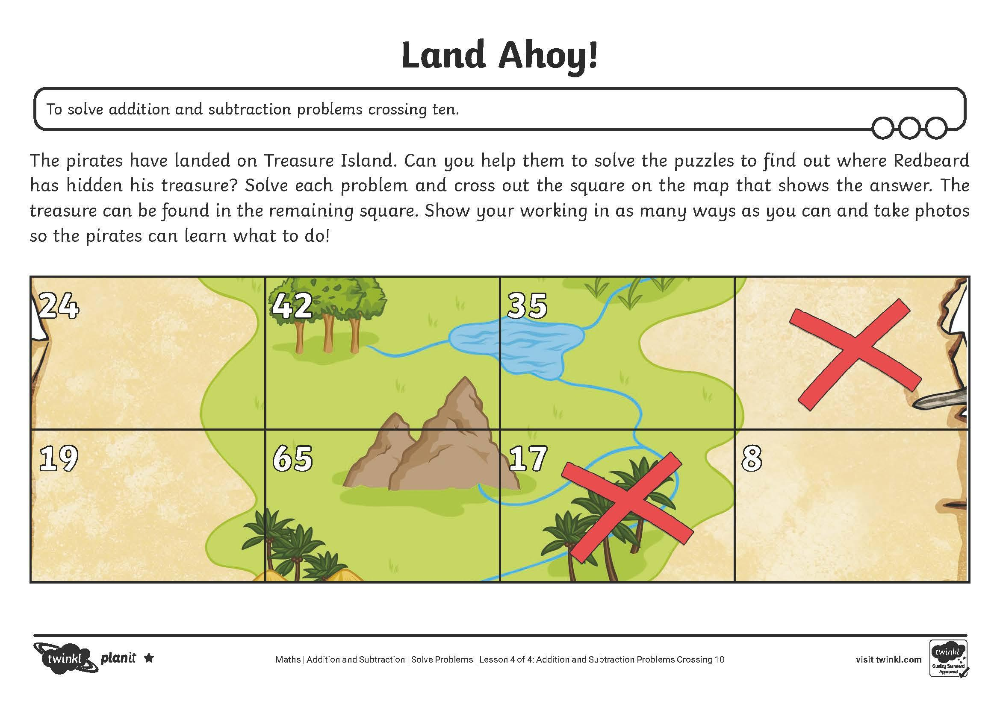 Land Ahoy!
To solve addition and subtraction problems crossing ten.
The pirates have landed on Treasure Island. Can you help them to solve the puzzles to find out where Redbeard
has hidden his treasure? Solve each problem and cross out the square on the map that shows the answer. The
treasure can be found in the remaining square. Show your working in as many ways as you can and take photos
so the pirates can learn what to do!
24 42 35
19 65 17 8
twinkl planit
Maths | Addition and Subtraction | Solve Problems | Lesson 4 of 4: Addition and Subtraction Problems Crossing 10
visit twinkl.com
twinkl
Quality Standard
Approved